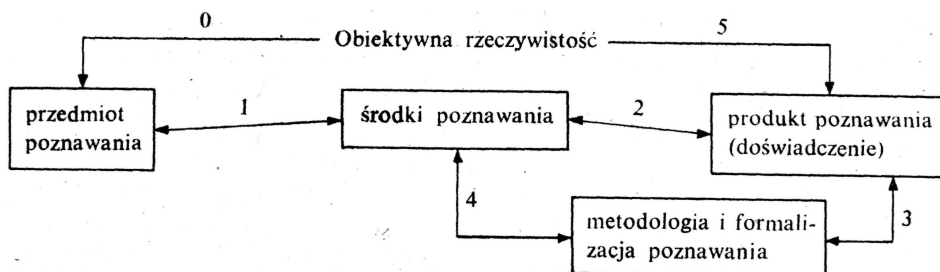 0
5
Obiektywna rzeczywistość
przedmiot
poznawania
1
środki poznawania
2
produkt poznawania
(doświadczenie)
4
metodologia i formali-
zacja poznawania
3